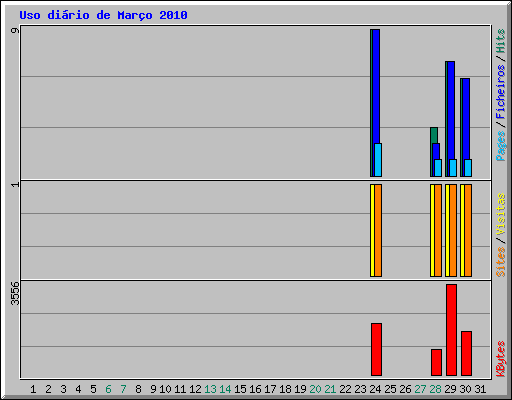 Uso diário de Março 2010
9
1
3556
Pages / Ficheiros / Hits
Sites / Visitas
KBytes
1 2 3 4 5 6 7 8 9 10 11 12 13 14 15 16 17 18 19 20 21 22 23 24 25 26 27 28 29 30 31